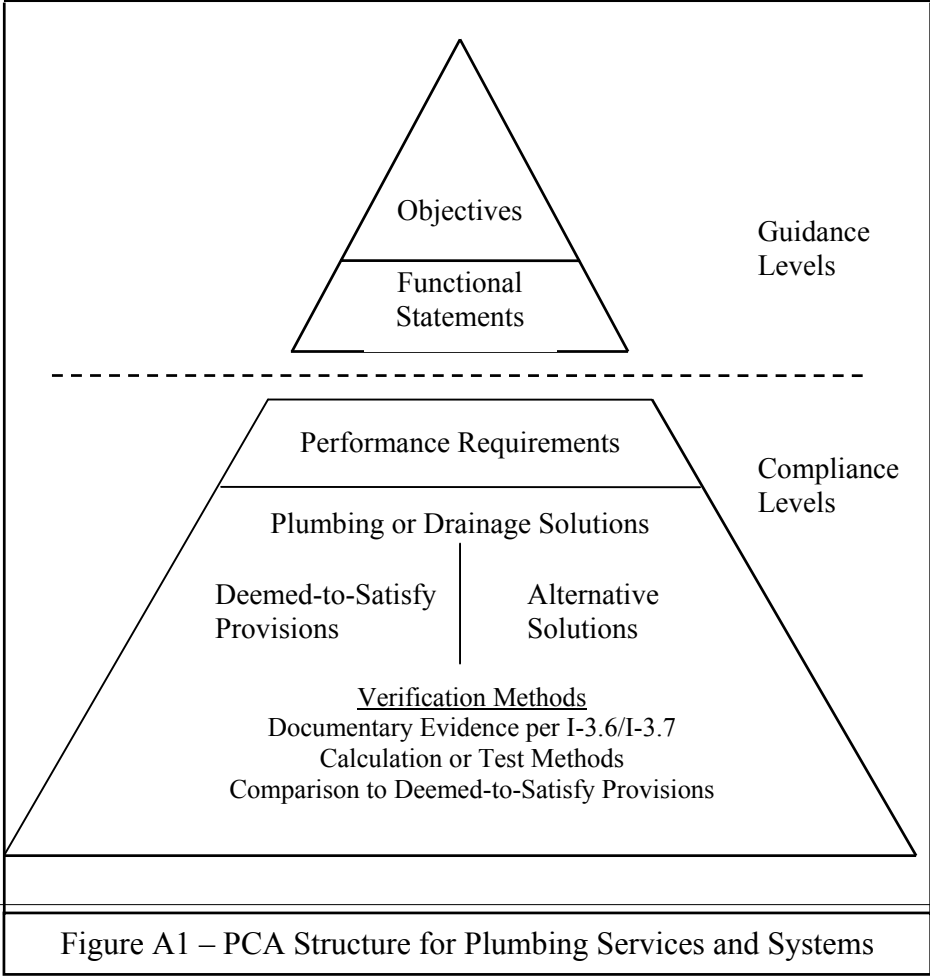 Objectives
Guidance
Levels
Functional
Statements
Performance Requirements
Compliance
Levels
Plumbing or Drainage Solutions
Deemed-to-Satisfy
Provisions
Alternative
Solutions
Verification Methods
Documentary Evidence per I-3.6/I-3.7
Calculation or Test Methods
Comparison to Deemed-to-Satisfy Provisions
Figure A1 – PCA Structure for Plumbing Services and Systems